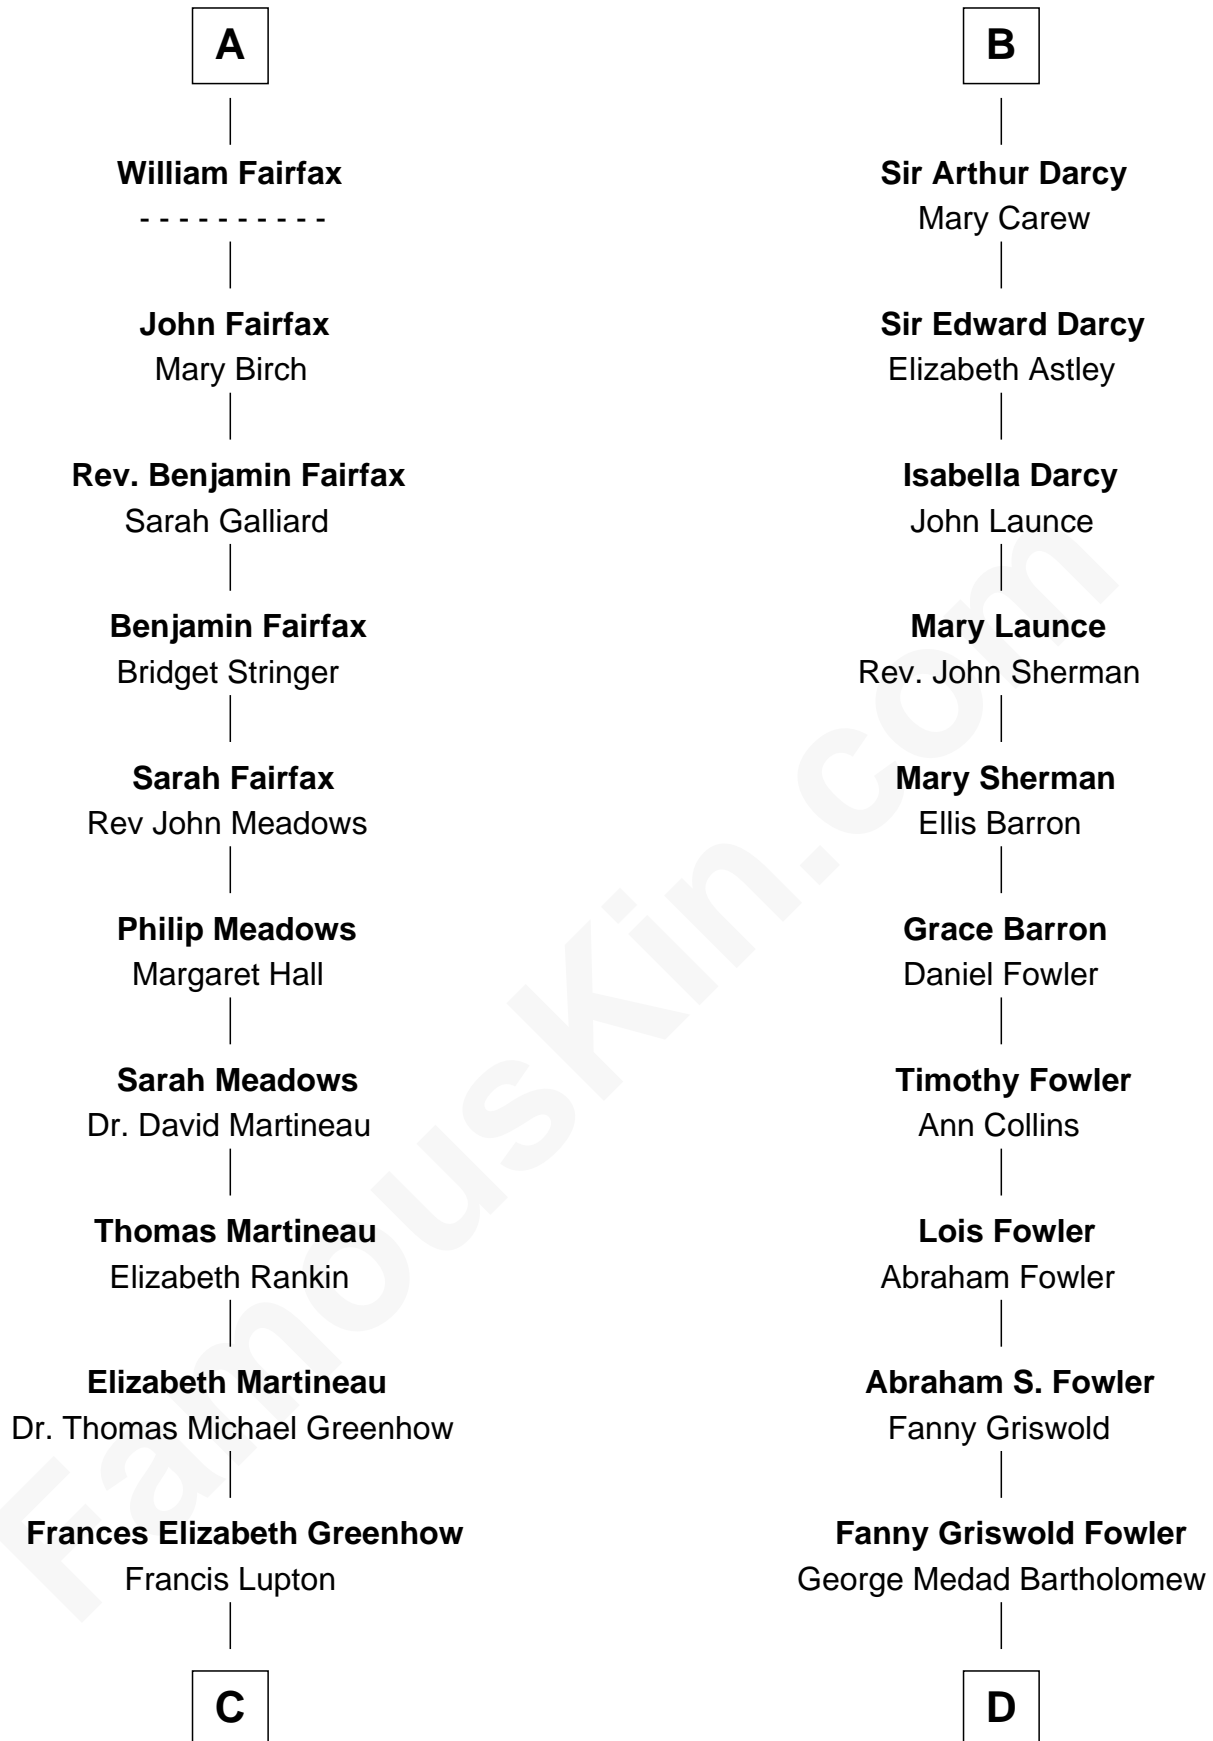 A
William Fairfax
- - - - - - - - - -
John Fairfax
Mary Birch
Rev. Benjamin Fairfax
Sarah Galliard
Benjamin Fairfax
Bridget Stringer
Sarah Fairfax
Rev John Meadows
Philip Meadows
Margaret Hall
Sarah Meadows
Dr. David Martineau
Thomas Martineau
Elizabeth Rankin
Elizabeth Martineau
Dr. Thomas Michael Greenhow
Frances Elizabeth Greenhow
Francis Lupton
C
B
Sir Arthur Darcy
Mary Carew
Sir Edward Darcy
Elizabeth Astley
Isabella Darcy
John Launce
Mary Launce
Rev. John Sherman
Mary Sherman
Ellis Barron
Grace Barron
Daniel Fowler
Timothy Fowler
Ann Collins
Lois Fowler
Abraham Fowler
Abraham S. Fowler
Fanny Griswold
Fanny Griswold Fowler
George Medad Bartholomew
D
FamousKin.com